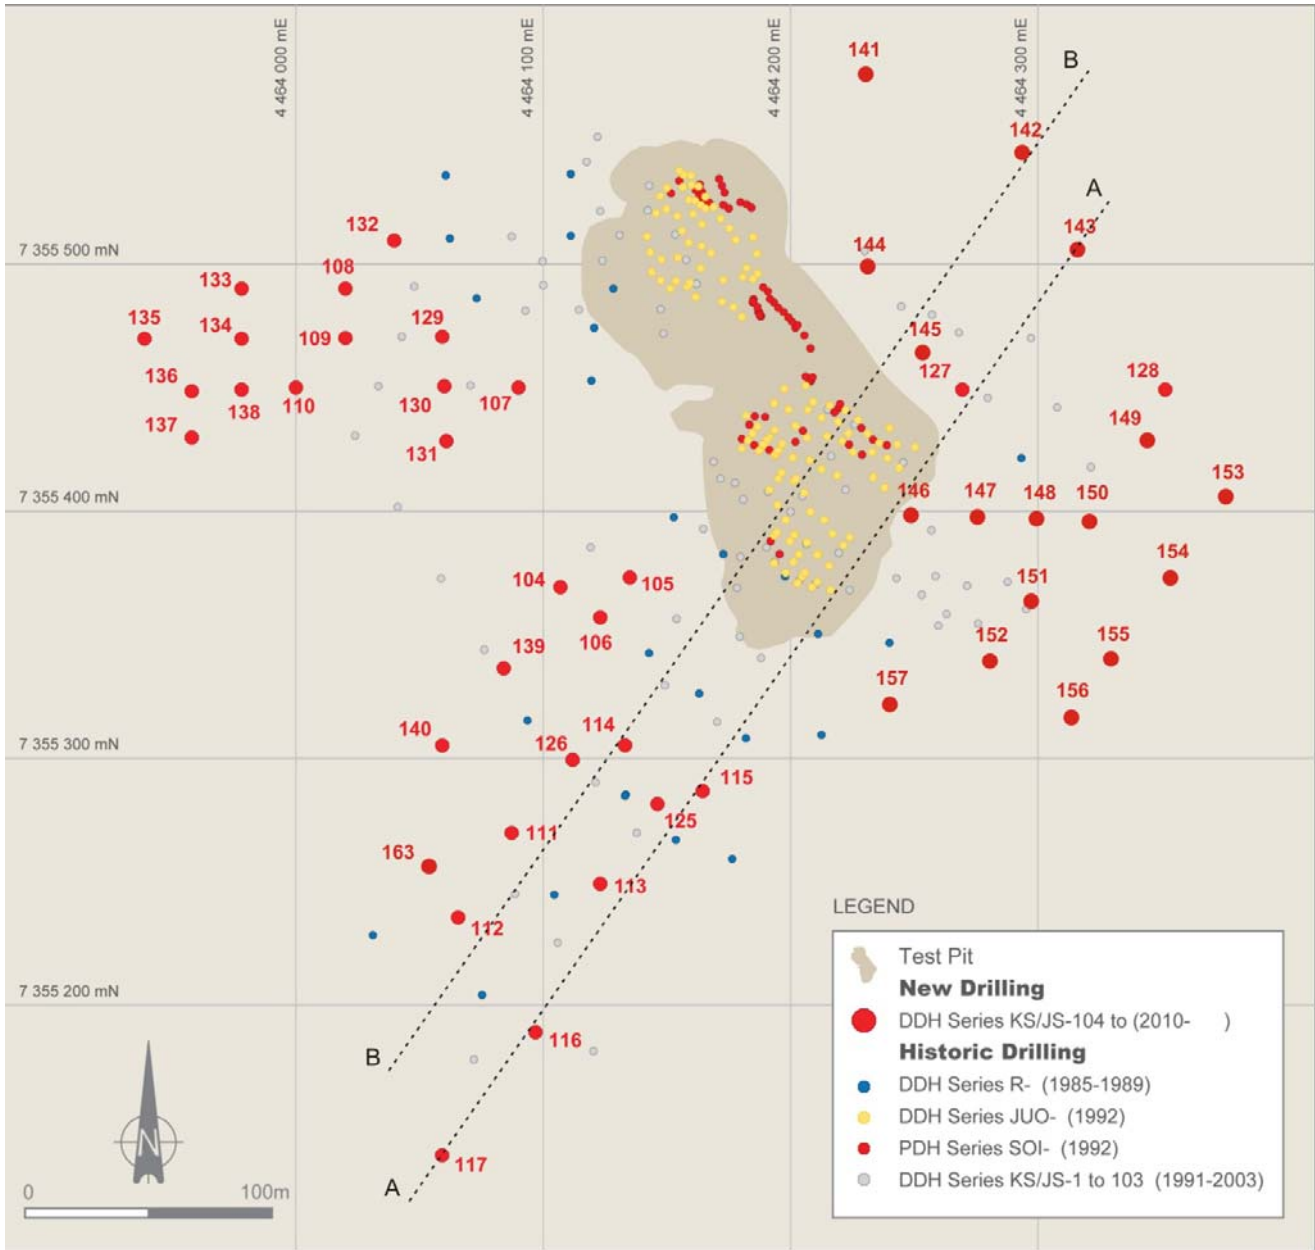 4 464 000 mE
4 464 100 mE
4 464 200 mE
4 464 300 mE
141
B
142
A
132
143
7 355 500 mN
144
133
108
135
134
109
129
145
136
127
128
138
110
130
107
137
131
149
153
7 355 400 mN
146
147
148
150
104
105
154
106
151
139
152
155
157
156
140
126
114
7 355 300 mN
115
111
125
163
113
112
LEGEND
Test Pit
7 355 200 mN
New Drilling
DDH Series KS/JS-104 to (2010- )
116
B
Historic Drilling
DDH Series R- (1985-1989)
DDH Series JUO- (1992)
N
PDH Series SOI- (1992)
117
DDH Series KS/JS-1 to 103 (1991-2003)
A
0 100m